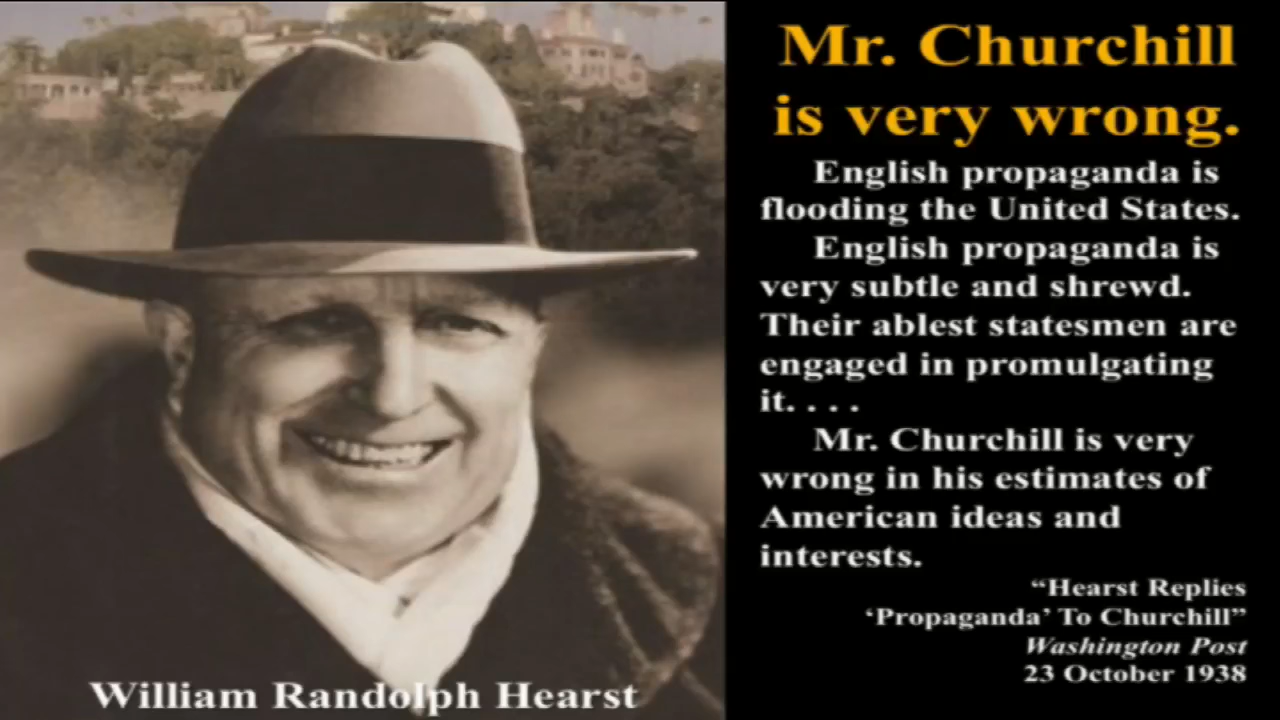 Mr. Churchill
is very wrong.
English propaganda is
flooding the United States.
English propaganda is
very subtle and shrewd.
Their ablest statesmen are
engaged in promulgating
it. . . .
Mr. Churchill is very
wrong in his estimates of
American ideas and
interests.
“Hearst Replies
‘Propaganda’ To Churchill”
Washington Post
23 October 1938
William Randolph Hearst